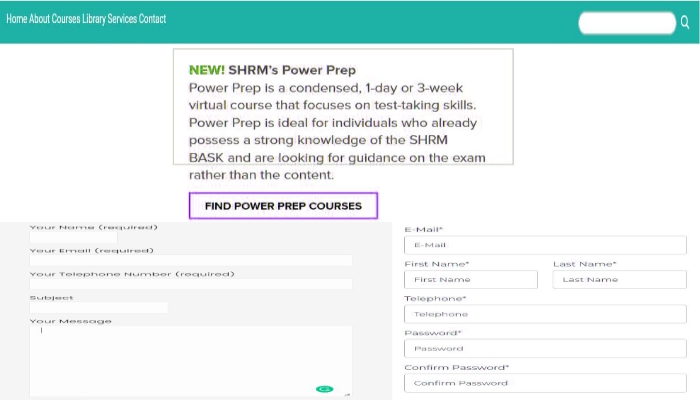 Home About Courses Library Services Contact
NEW! SHRM's Power Prep
Power Prep is a condensed, 1-day or 3-week
virtual course that focuses on test-taking skills.
Power Prep is ideal for individuals who already
possess a strong knowledge of the SHRM
BASK and are looking for guidance on the exam
rather than the content.
FIND POWER PREP COURSES
Your Name (required)
Your Email (required)
Your Telephone Number (required)
Subject
Your Message
E-Mail*
E-Mail
First Name* Last Name*
First Name Last Name
Telephone*
Telephone
Password*
Password
Confirm Password*
Confirm Password